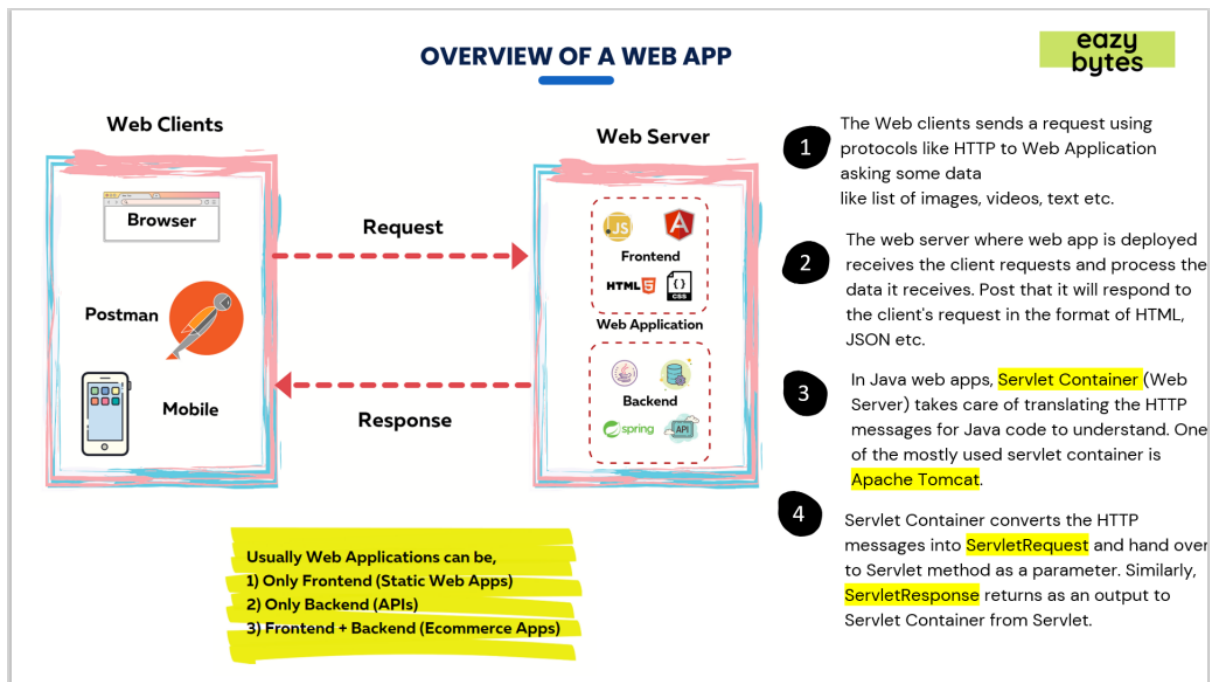 OVERVIEW OF A WEB APP
eazy
bytes
Web Clients
Browser
Postman
Mobile
Request
Response
Web Server
JS
Frontend
HTML 5
{}
CSS
Web Application
Backend
spring
API
1
The Web clients sends a request using
protocols like HTTP to Web Application
asking some data
like list of images, videos, text etc.
2
The web server where web app is deployed
receives the client requests and process the
data it receives. Post that it will respond to
the client's request in the format of HTML,
JSON etc.
3
In Java web apps, Servlet Container (Web
Server) takes care of translating the HTTP
messages for Java code to understand. One
of the mostly used servlet container is
Apache Tomcat.
4
Servlet Container converts the HTTP
messages into ServletRequest and hand over
to Servlet method as a parameter. Similarly,
ServletResponse returns as an output to
Servlet Container from Servlet.
Usually Web Applications can be,
1) Only Frontend (Static Web Apps)
2) Only Backend (APIs)
3) Frontend + Backend (Ecommerce Apps)